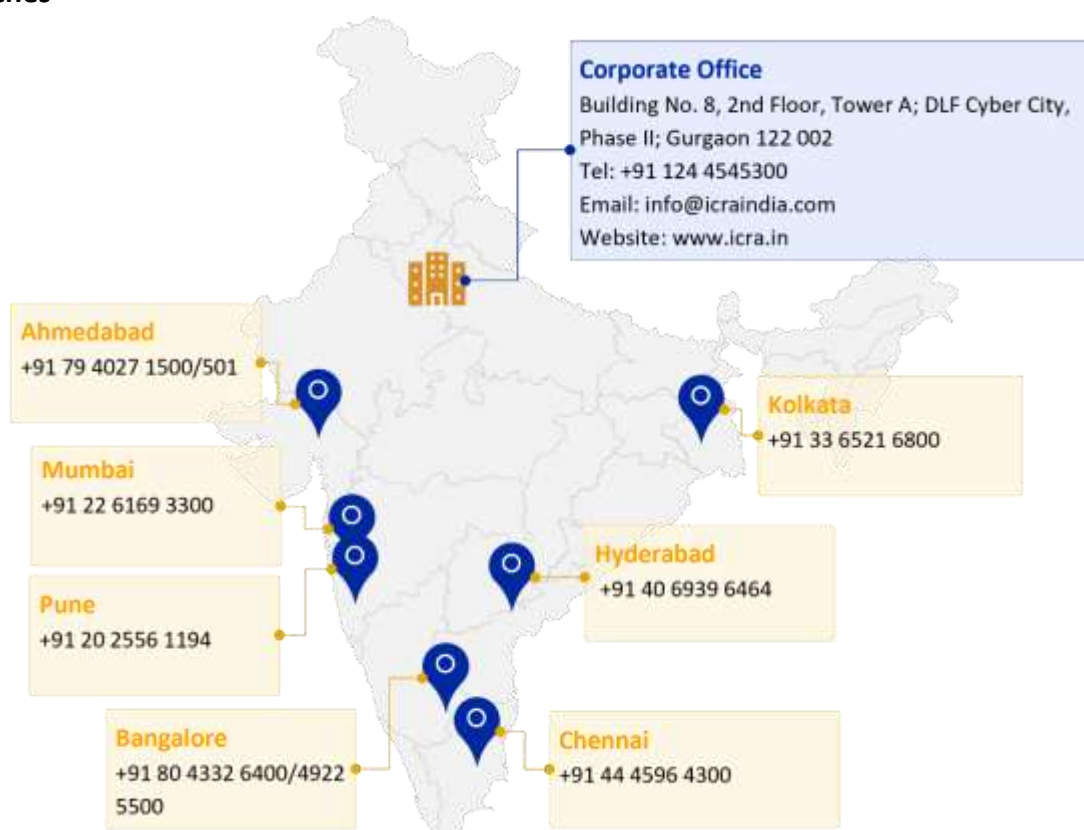 Corporate Office
Building No. 8, 2nd Floor, Tower A; DLF Cyber City,
Phase II; Gurgaon 122 002
Tel: +91 124 4545300
Email: info@icraindia.com
Website: www.icra.in
Ahmedabad
+91 79 4027 1500/501
Kolkata
+91 33 6521 6800
Mumbai
+91 22 6169 3300
Hyderabad
+91 40 6939 6464
Pune
+91 20 2556 1194
Bangalore
+91 80 4332 6400/4922
5500
Chennai
+91 44 4596 4300